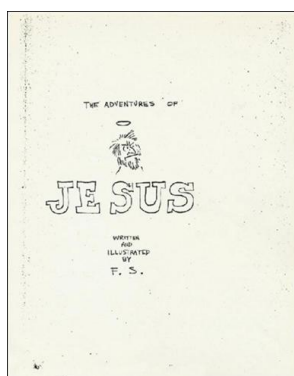 THE ADVENTURES OF
JESUS
WRITTEN
AND
ILLUSTRATED
BY
F. S.